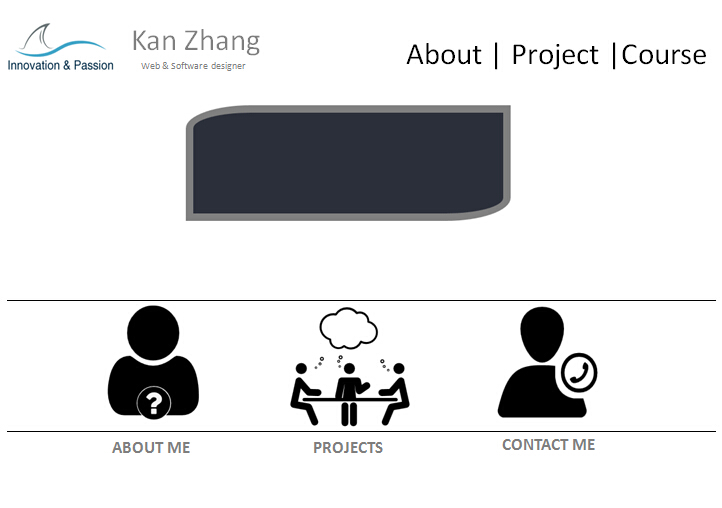 Kan Zhang
About | Project |Course
Innovation & Passion
Web & Software designer
?
ABOUT ME
PROJECTS
CONTACT ME